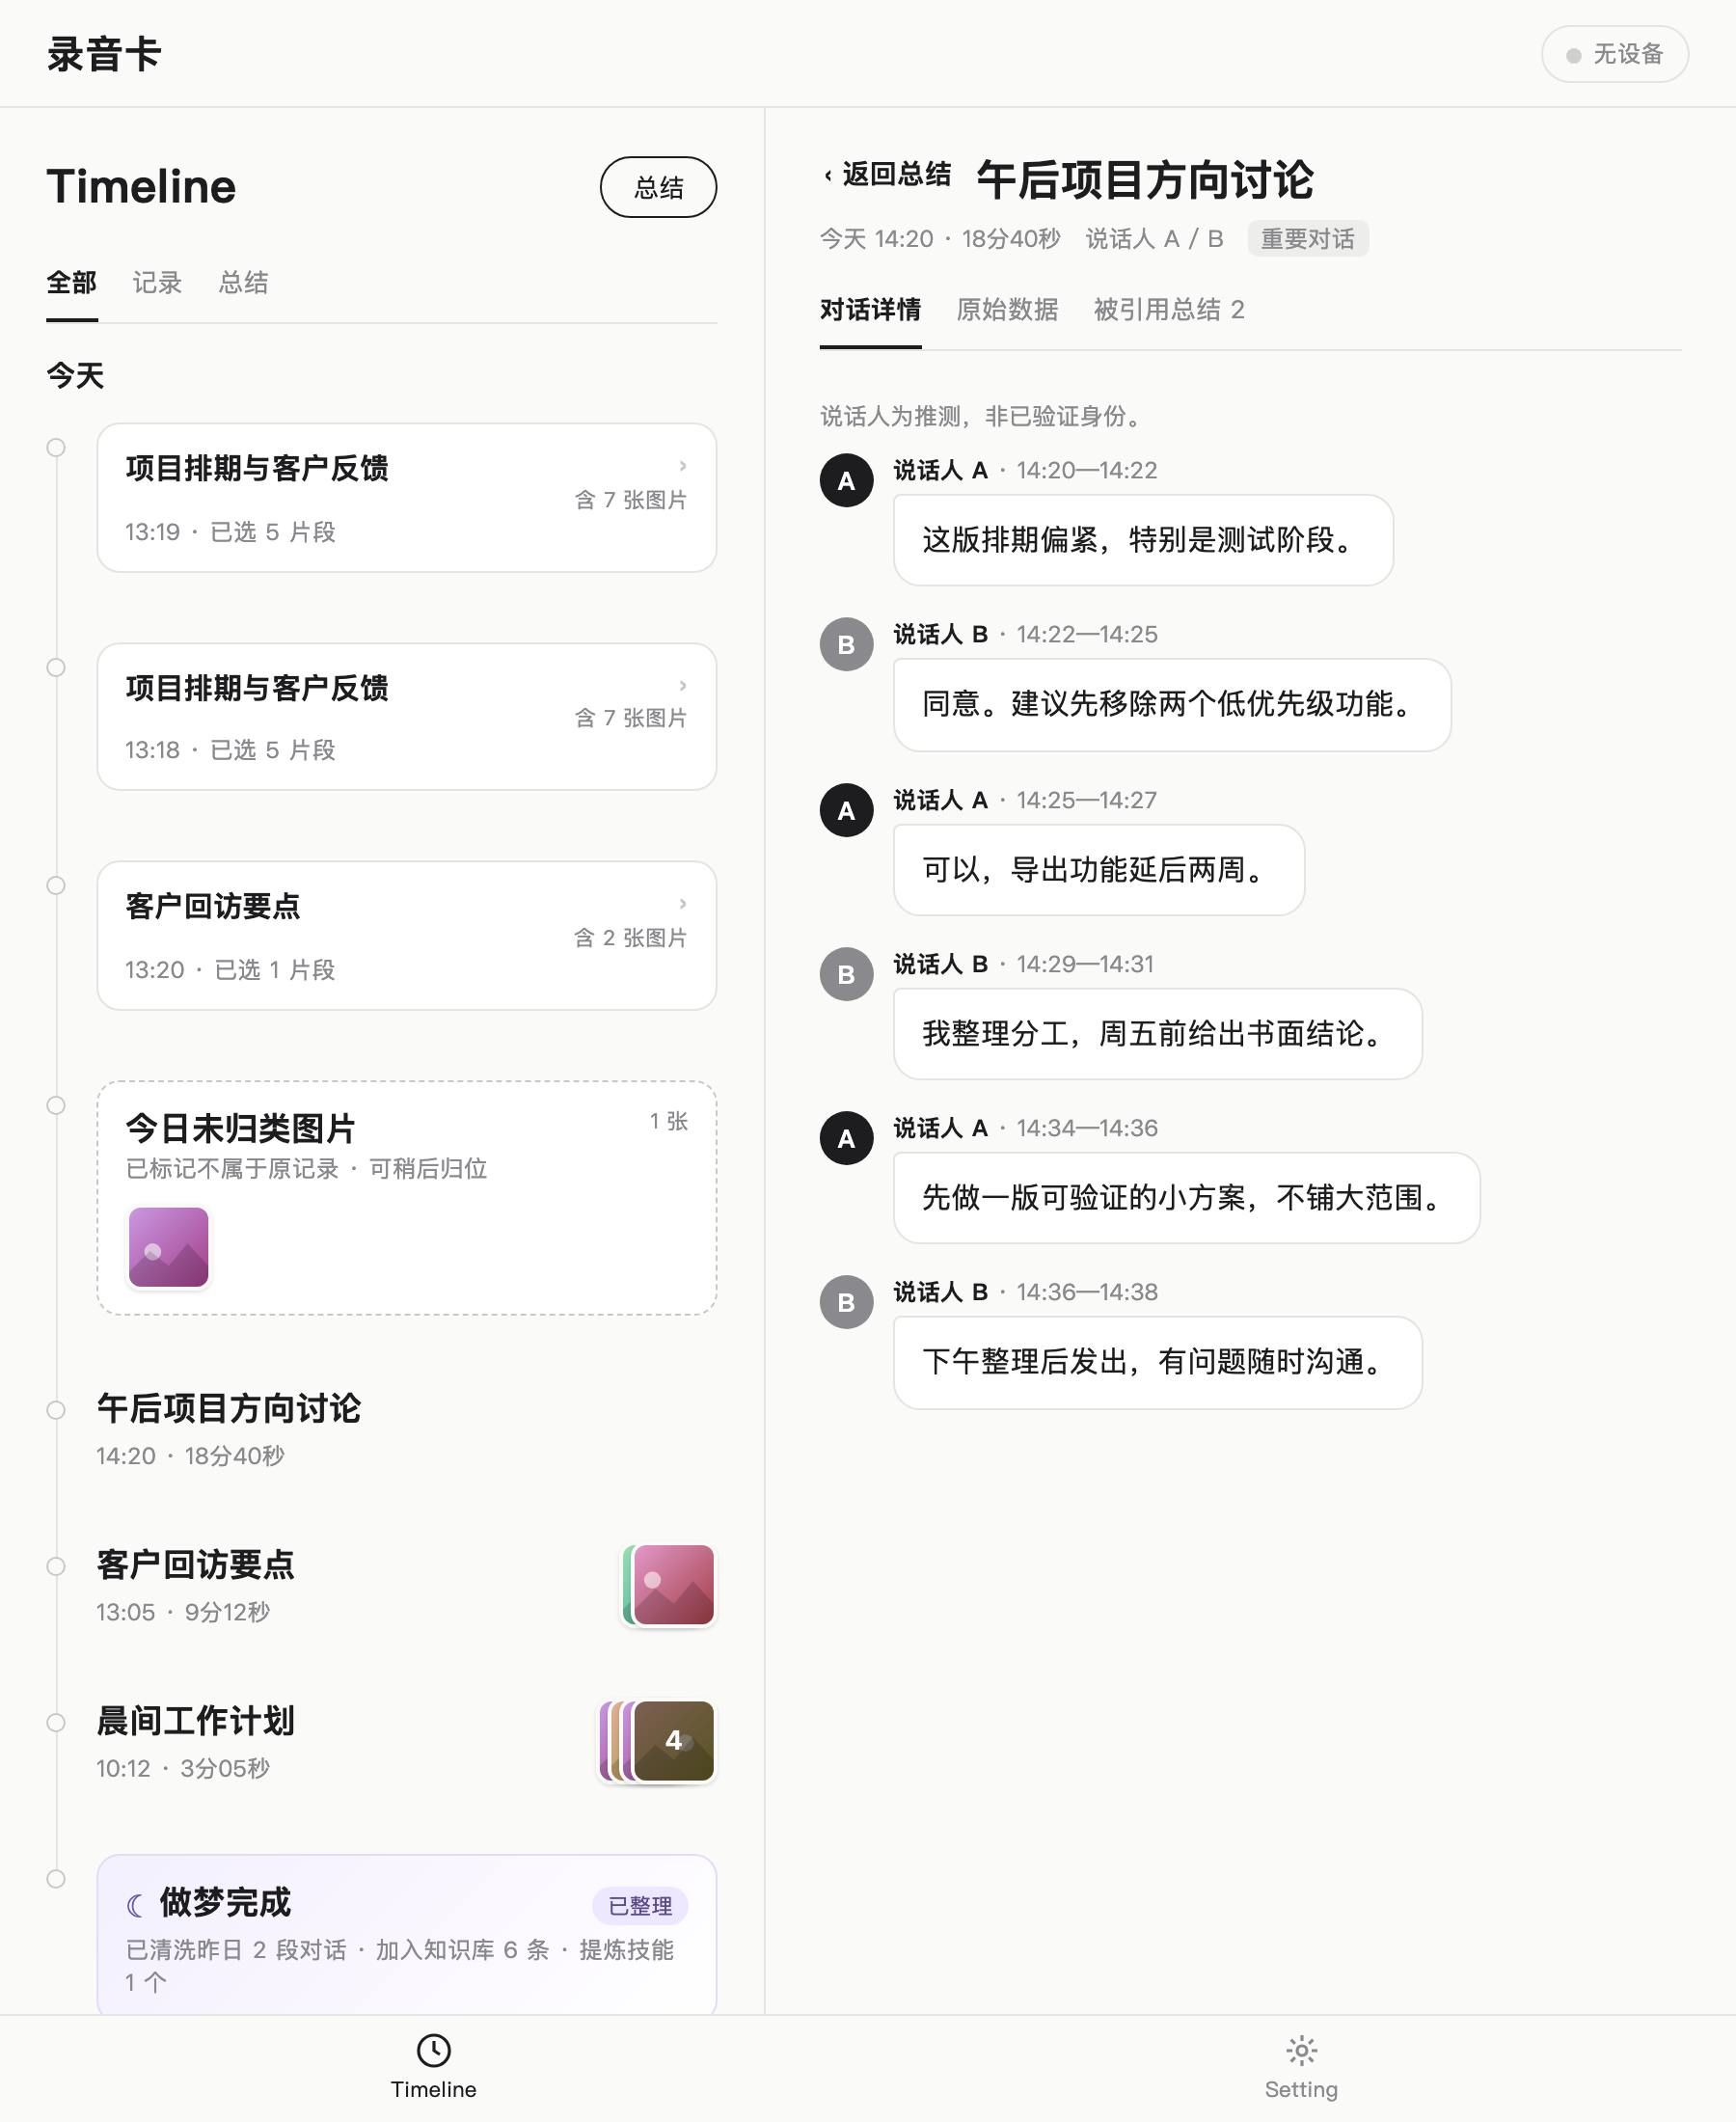 录音卡
无设备
Timeline
总结
全部 记录 总结
今天
项目排期与客户反馈
含 7 张图片
13:19 · 已选 5 片段
项目排期与客户反馈
含 7 张图片
13:18 · 已选 5 片段
客户回访要点
含 2 张图片
13:20 · 已选 1 片段
今日未归类图片
1 张
已标记不属于原记录 · 可稍后归位
午后项目方向讨论
14:20 · 18分40秒
客户回访要点
13:05 · 9分12秒
晨间工作计划
10:12 · 3分05秒
4
做梦完成
已整理
已清洗昨日 2 段对话 · 加入知识库 6 条 · 提炼技能
1 个
‹ 返回总结 午后项目方向讨论
今天 14:20 · 18分40秒 说话人 A / B 重要对话
对话详情 原始数据 被引用总结 2
说话人为推测，非已验证身份。
A
说话人 A · 14:20—14:22
这版排期偏紧，特别是测试阶段。
B
说话人 B · 14:22—14:25
同意。建议先移除两个低优先级功能。
A
说话人 A · 14:25—14:27
可以，导出功能延后两周。
B
说话人 B · 14:29—14:31
我整理分工，周五前给出书面结论。
A
说话人 A · 14:34—14:36
先做一版可验证的小方案，不铺大范围。
B
说话人 B · 14:36—14:38
下午整理后发出，有问题随时沟通。
Timeline
Setting